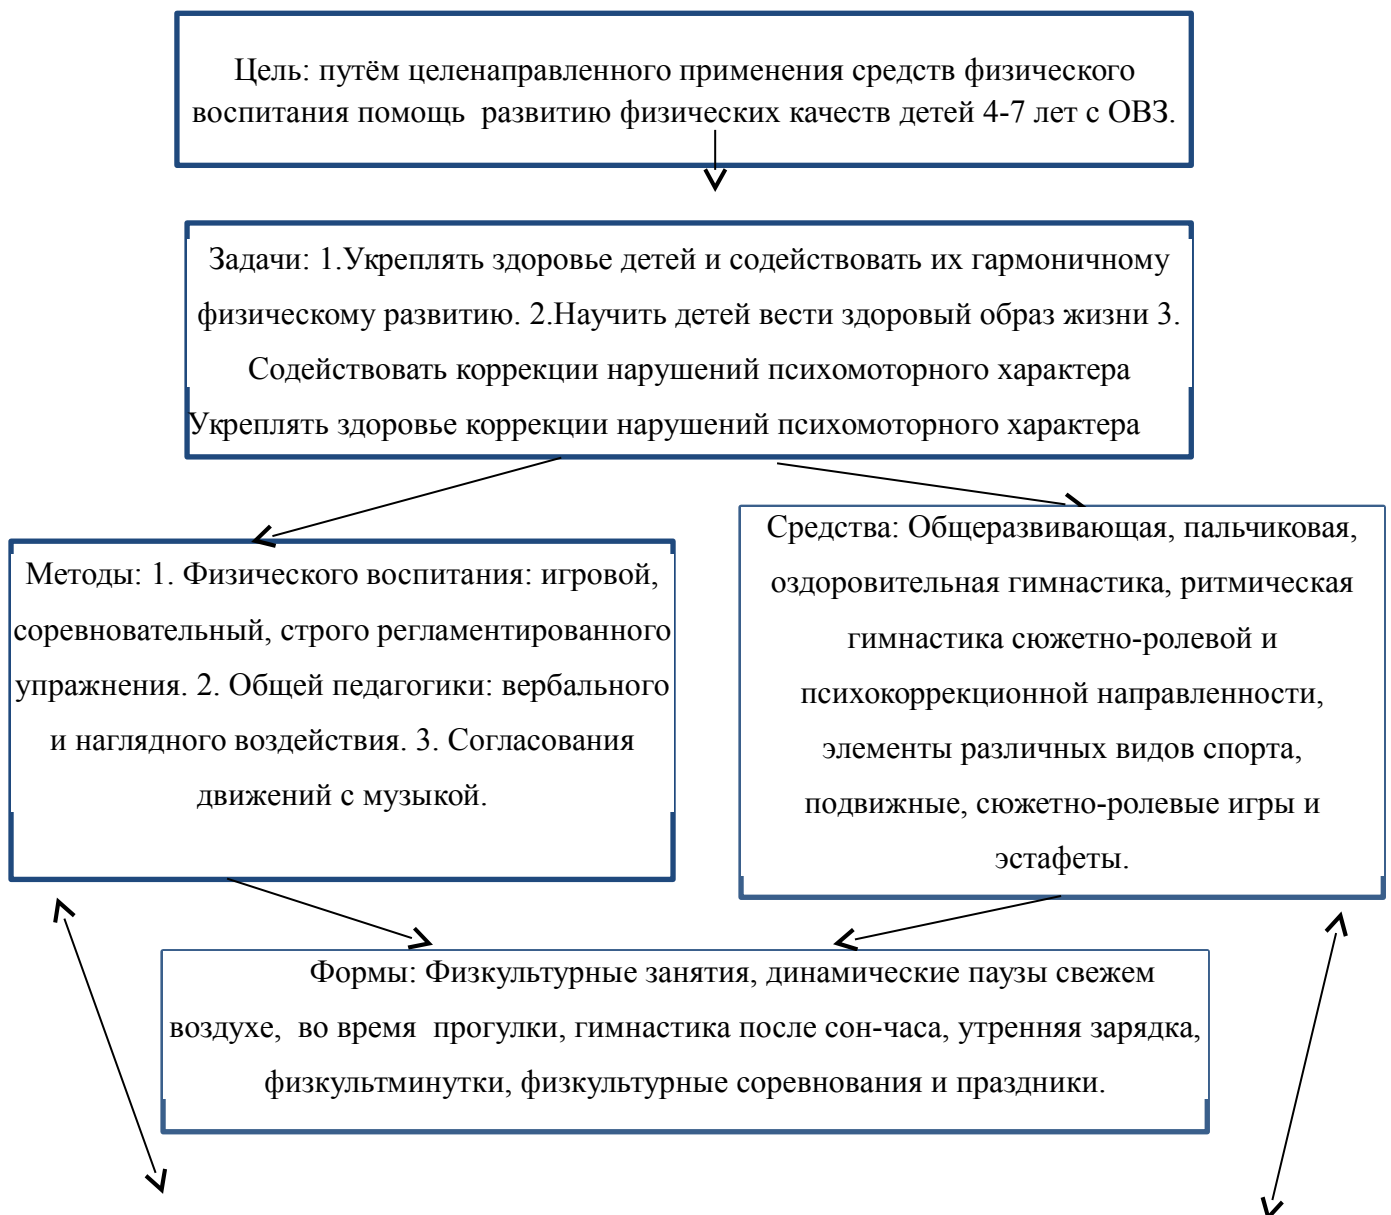 Цель: путём целенаправленного применения средств физического
воспитания помощь  развитию физических качеств детей 4-7 лет с ОВЗ.
Задачи: 1.Укреплять здоровье детей и содействовать их гармоничному
физическому развитию. 2.Научить детей вести здоровый образ жизни 3.
Содействовать коррекции нарушений психомоторного характера
Укреплять здоровье коррекции нарушений психомоторного характера
Методы: 1. Физического воспитания: игровой,
соревновательный, строго регламентированного
упражнения. 2. Общей педагогики: вербального
и наглядного воздействия. 3. Согласования
движений с музыкой.
Средства: Общеразвивающая, пальчиковая,
оздоровительная гимнастика, ритмическая
гимнастика сюжетно-ролевой и
психокоррекционной направленности,
элементы различных видов спорта,
подвижные, сюжетно-ролевые игры и
эстафеты.
Формы: Физкультурные занятия, динамические паузы свежем
воздухе,  во время  прогулки, гимнастика после сон-часа, утренняя зарядка,
физкультминутки, физкультурные соревнования и праздники.